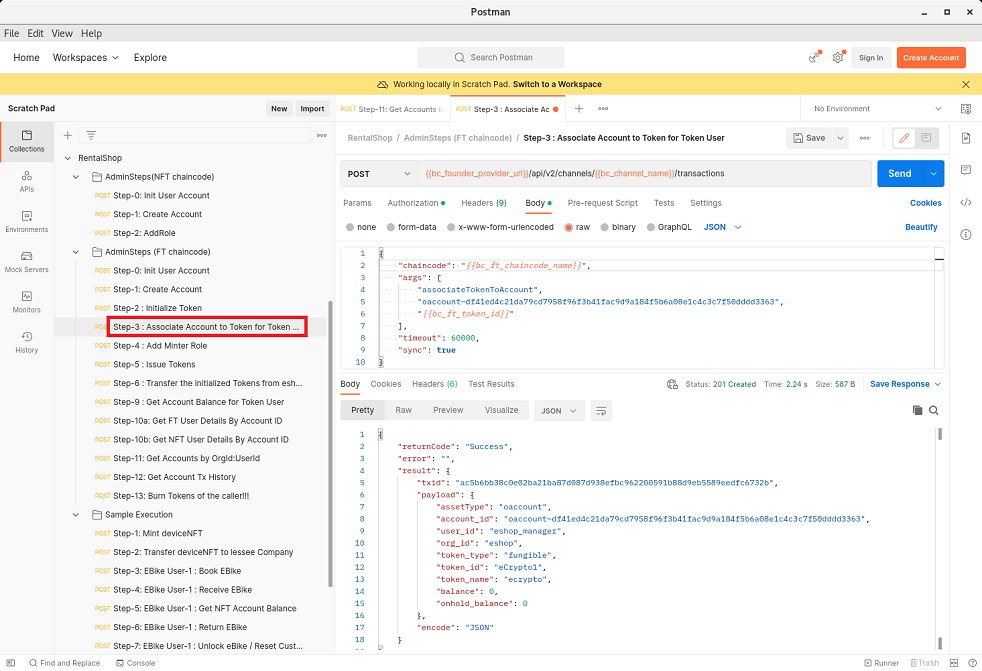 Postman
File Edit View Help
Home Workspaces Explore Search Postman Sign In Create Account
Working locally in Scratch Pad. Switch to a Workspace
Scratch Pad New Import
POST Step-11: Get Accounts b POST Step-3 : Associate Ac No Environment
Collections
APIs
Environments
Mock Servers
Monitors
History
RentalShop
AdminSteps(NFT chaincode)
POST Step-0: Init User Account
POST Step-1: Create Account
POST Step-2: AddRole
AdminSteps (FT chaincode)
POST Step-0: Init User Account
POST Step-1: Create Account
POST Step-2 : Initialize Token
POST Step-3 : Associate Account to Token for Token ...
POST Step-4 : Add Minter Role
POST Step-5 : Issue Tokens
POST Step-6 : Transfer the initialized Tokens from esh...
POST Step-9 : Get Account Balance for Token User
POST Step-10a: Get FT User Details By Account ID
POST Step-10b: Get NFT User Details By Account ID
POST Step-11: Get Accounts by OrgId:UserId
POST Step-12: Get Account Tx History
POST Step-13: Burn Tokens of the caller!!!
Sample Execution
POST Step-1: Mint deviceNFT
POST Step-2: Transfer deviceNFT to lessee Company
POST Step-3: EBike User-1 : Book EBike
POST Step-4: EBike User-1 : Receive EBike
POST Step-5: EBike User-1 : Get NFT Account Balance
POST Step-6: EBike User-1 : Return EBike
POST Step-7: EBike User-1 : Unlock eBike / Reset Cust...
RentalShop / AdminSteps (FT chaincode) / Step-3 : Associate Account to Token for Token User Save
POST {{bc_founder_provider_url}}/api/v2/channels/{{bc_channel_name}}/transactions Send
Params Authorization Headers (9) Body Pre-request Script Tests Settings Cookies
none form-data x-www-form-urlencoded raw binary GraphQL JSON Beautify
1 {
2 "chaincode": "{{bc_ft_chaincode_name}}",
3 "args": [
4 "associateTokenToAccount",
5 "oaccount~df41ed4c21da79cd7958f96f3b41fac9d9a184f5b6a08e1c4c3c7f50dddd3363",
6 "{{bc_ft_token_id}}"
7 ],
8 "timeout": 60000,
9 "sync": true
10 }
Body Cookies Headers (6) Test Results Status: 201 Created Time: 2.24 s Size: 587 B Save Response
Pretty Raw Preview Visualize JSON
1 {
2 "returnCode": "Success",
3 "error": "",
4 "result": {
5 "txid": "ac5b6bb38c0e02ba21ba87d087d938efbc962200591b88d9eb5589eedfc6732b",
6 "payload": {
7 "assetType": "oaccount",
8 "account_id": "oaccount~df41ed4c21da79cd7958f96f3b41fac9d9a184f5b6a08e1c4c3c7f50dddd3363",
9 "user_id": "eshop_manager",
10 "org_id": "eshop",
11 "token_type": "fungible",
12 "token_id": "eCrypto1",
13 "token_name": "ecrypto",
14 "balance": 0,
15 "onhold_balance": 0
16 },
17 "encode": "JSON"
18 }
Find and Replace Console Runner Trash